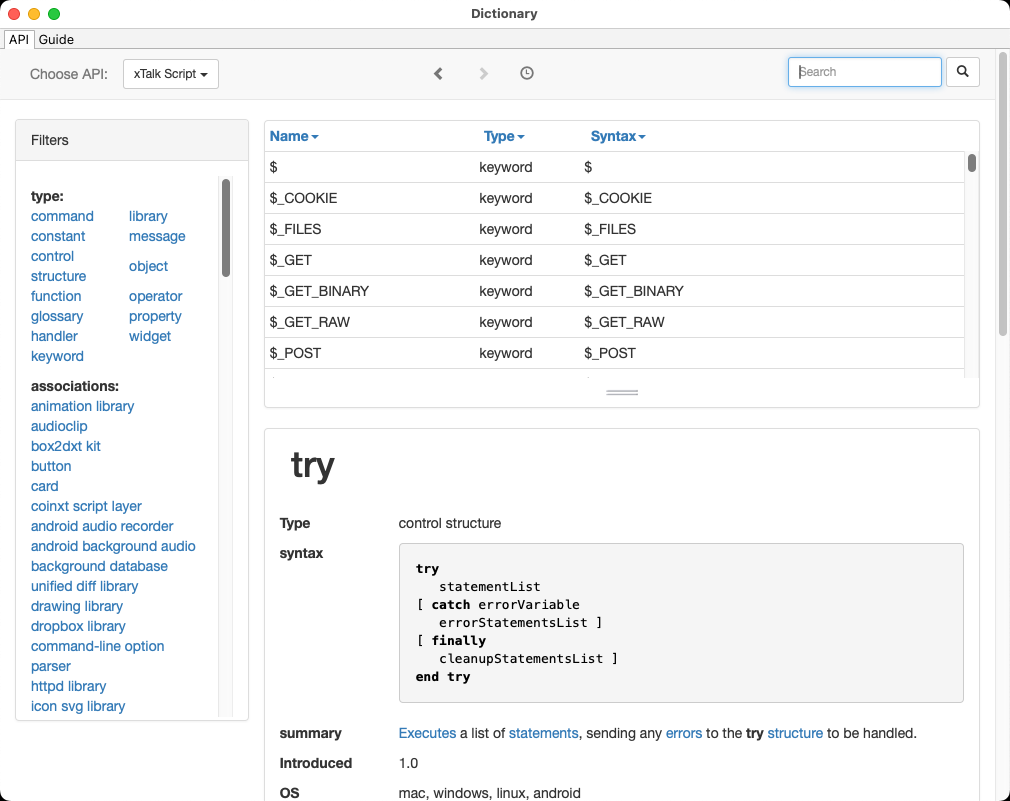 Dictionary
API Guide
Choose API: xTalk Script Search
Filters
type:
command library
constant message
control
structure object
function operator
glossary property
handler widget
keyword
associations:
animation library
audioclip
box2dxt kit
button
card
coinxt script layer
android audio recorder
android background audio
background database
unified diff library
drawing library
dropbox library
command-line option
parser
httpd library
icon svg library
Name Type Syntax
$ keyword $
$_COOKIE keyword $_COOKIE
$_FILES keyword $_FILES
$_GET keyword $_GET
$_GET_BINARY keyword $_GET_BINARY
$_GET_RAW keyword $_GET_RAW
$_POST keyword $_POST
try
Type control structure
syntax
try
statementList
[ catch errorVariable
errorStatementsList ]
[ finally
cleanupStatementsList ]
end try
summary Executes a list of statements, sending any errors to the try structure to be handled.
Introduced 1.0
OS mac, windows, linux, android